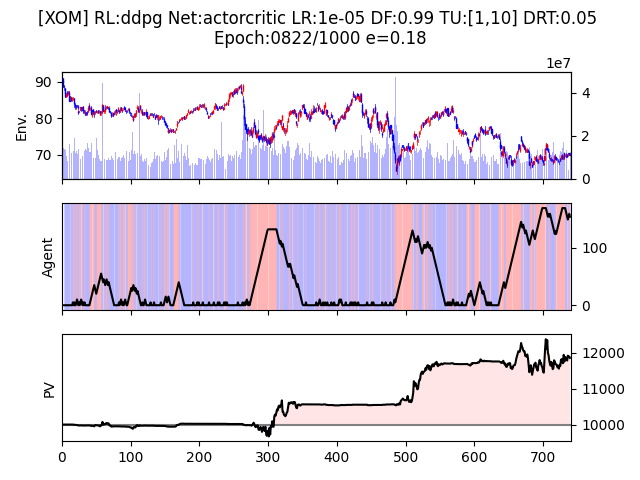 [XOM] RL:ddpg Net:actorcritic LR:1e-05 DF:0.99 TU:[1,10] DRT:0.05
Epoch:0822/1000 e=0.18
1e7
Env.
90
80
70
4
2
0
Agent
100
0
PV
12000
11000
10000
0 100 200 300 400 500 600 700